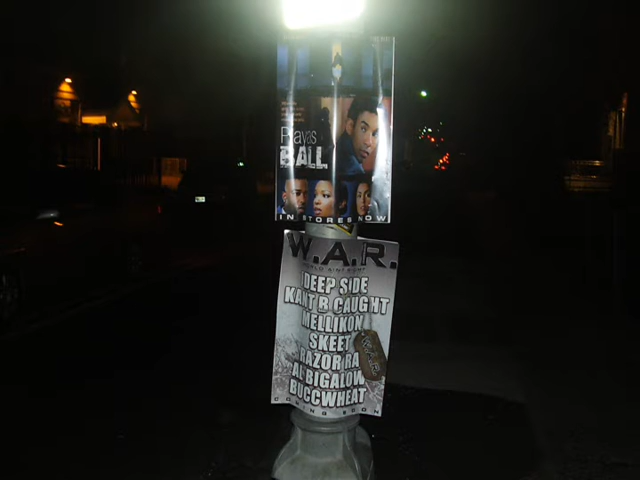 Playas
BALL
IN STORES NOW
W.A.R.
DEEP SIDE
KANT B CAUGHT
MELLIKON
SKEET
RAZOR RA
AL BIGALOW
BUCCWHEAT
COMING SOON